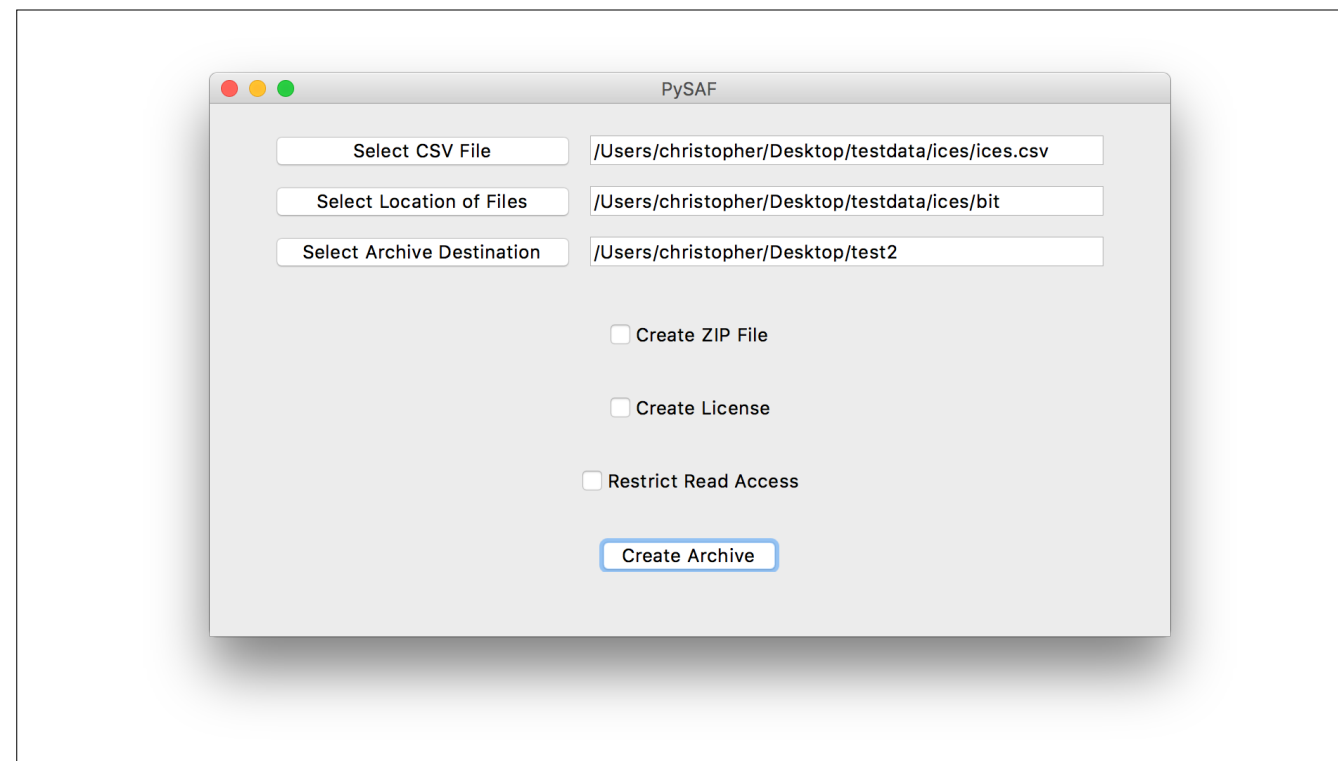 PySAF
Select CSV File /Users/christopher/Desktop/testdata/ices/ices.csv
Select Location of Files /Users/christopher/Desktop/testdata/ices/bit
Select Archive Destination /Users/christopher/Desktop/test2
Create ZIP File
Create License
Restrict Read Access
Create Archive